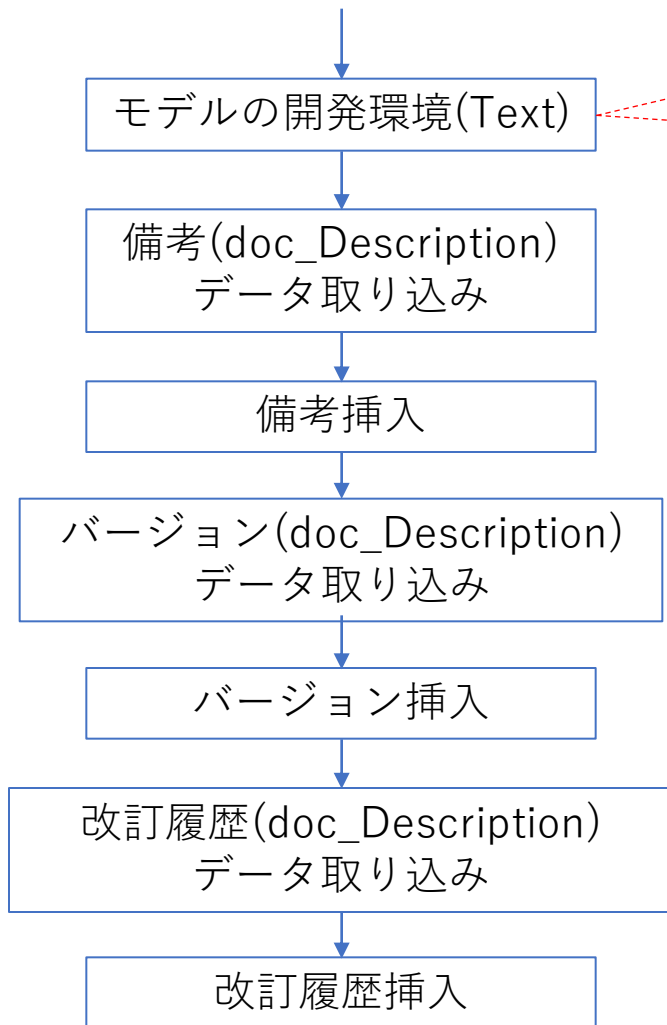 モデルの開発環境(Text)
備考(doc_Description)
データ取り込み
備考挿入
バージョン(doc_Description)
データ取り込み
バージョン挿入
改訂履歴(doc_Description)
データ取り込み
改訂履歴挿入